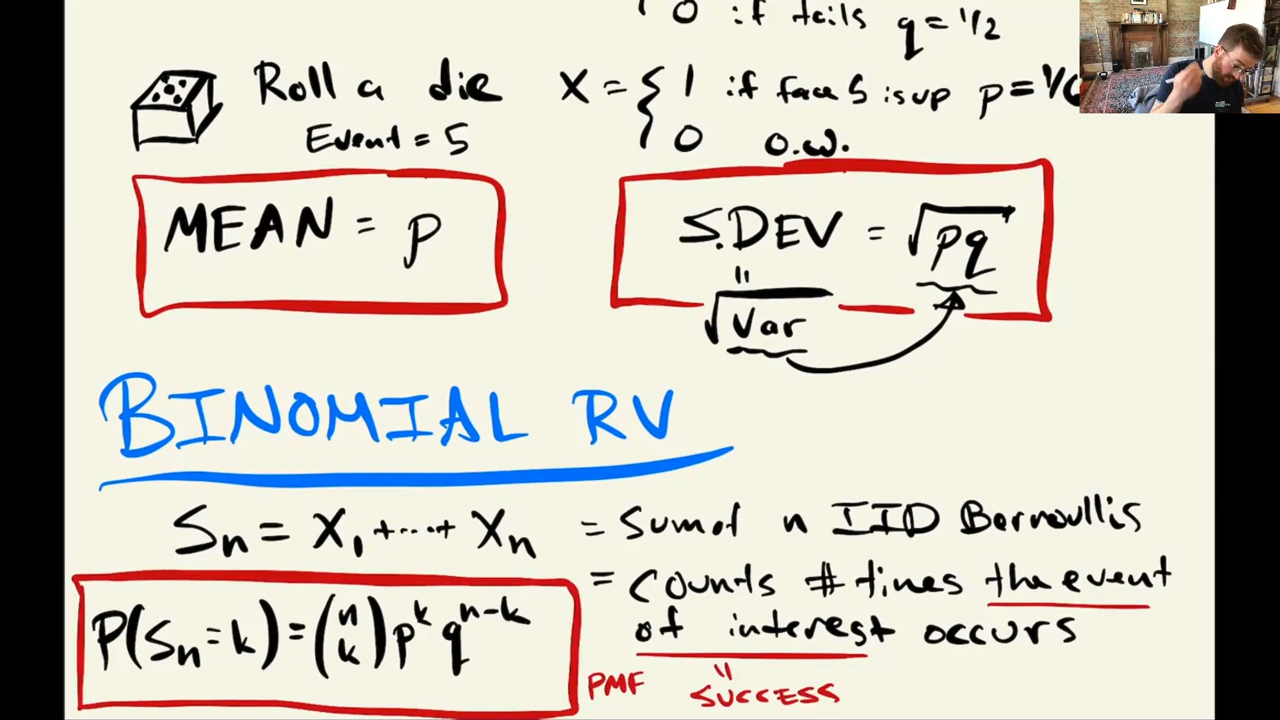 0 if tails q = 1/2
Roll a die X = { 1 if face 5 is up p = 1/6
Event = 5 0 o.w.
MEAN = p S.DEV = √pq
"
√Var
BINOMIAL RV
Sn = X1 + ... + Xn = Sum of n IID Bernoullis
= Counts # times the event
P(Sn = k) = (n k) p^k q^n-k of interest occurs
PMF "
SUCCESS